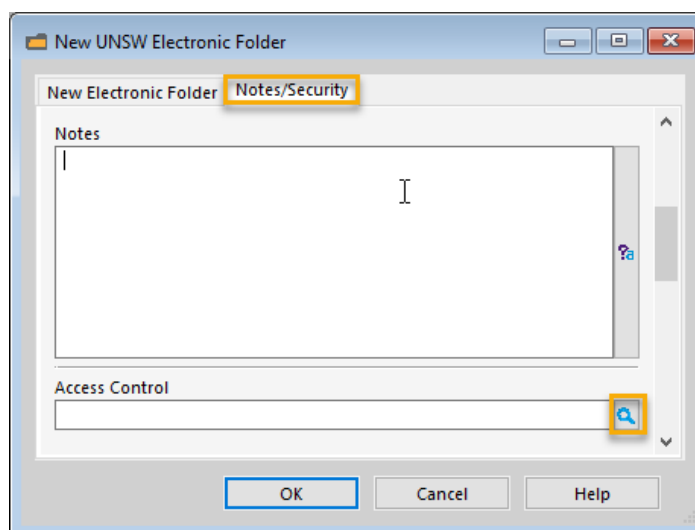 New UNSW Electronic Folder
New Electronic Folder Notes/Security
Notes
?a
Access Control
OK Cancel Help